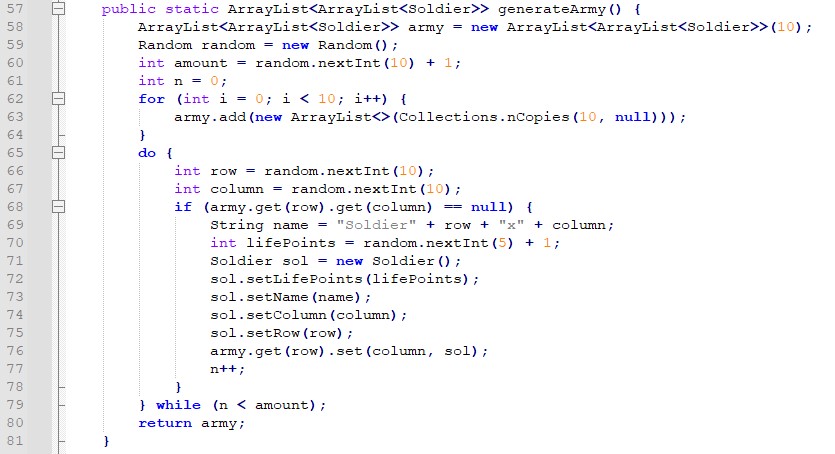 57 public static ArrayList<ArrayList<Soldier>> generateArmy() {
58 ArrayList<ArrayList<Soldier>> army = new ArrayList<ArrayList<Soldier>>(10);
59 Random random = new Random();
60 int amount = random.nextInt(10) + 1;
61 int n = 0;
62 for (int i = 0; i < 10; i++) {
63 army.add(new ArrayList<>(Collections.nCopies(10, null)));
64 }
65 do {
66 int row = random.nextInt(10);
67 int column = random.nextInt(10);
68 if (army.get(row).get(column) == null) {
69 String name = "Soldier" + row + "x" + column;
70 int lifePoints = random.nextInt(5) + 1;
71 Soldier sol = new Soldier();
72 sol.setLifePoints(lifePoints);
73 sol.setName(name);
74 sol.setColumn(column);
75 sol.setRow(row);
76 army.get(row).set(column, sol);
77 n++;
78 }
79 } while (n < amount);
80 return army;
81 }